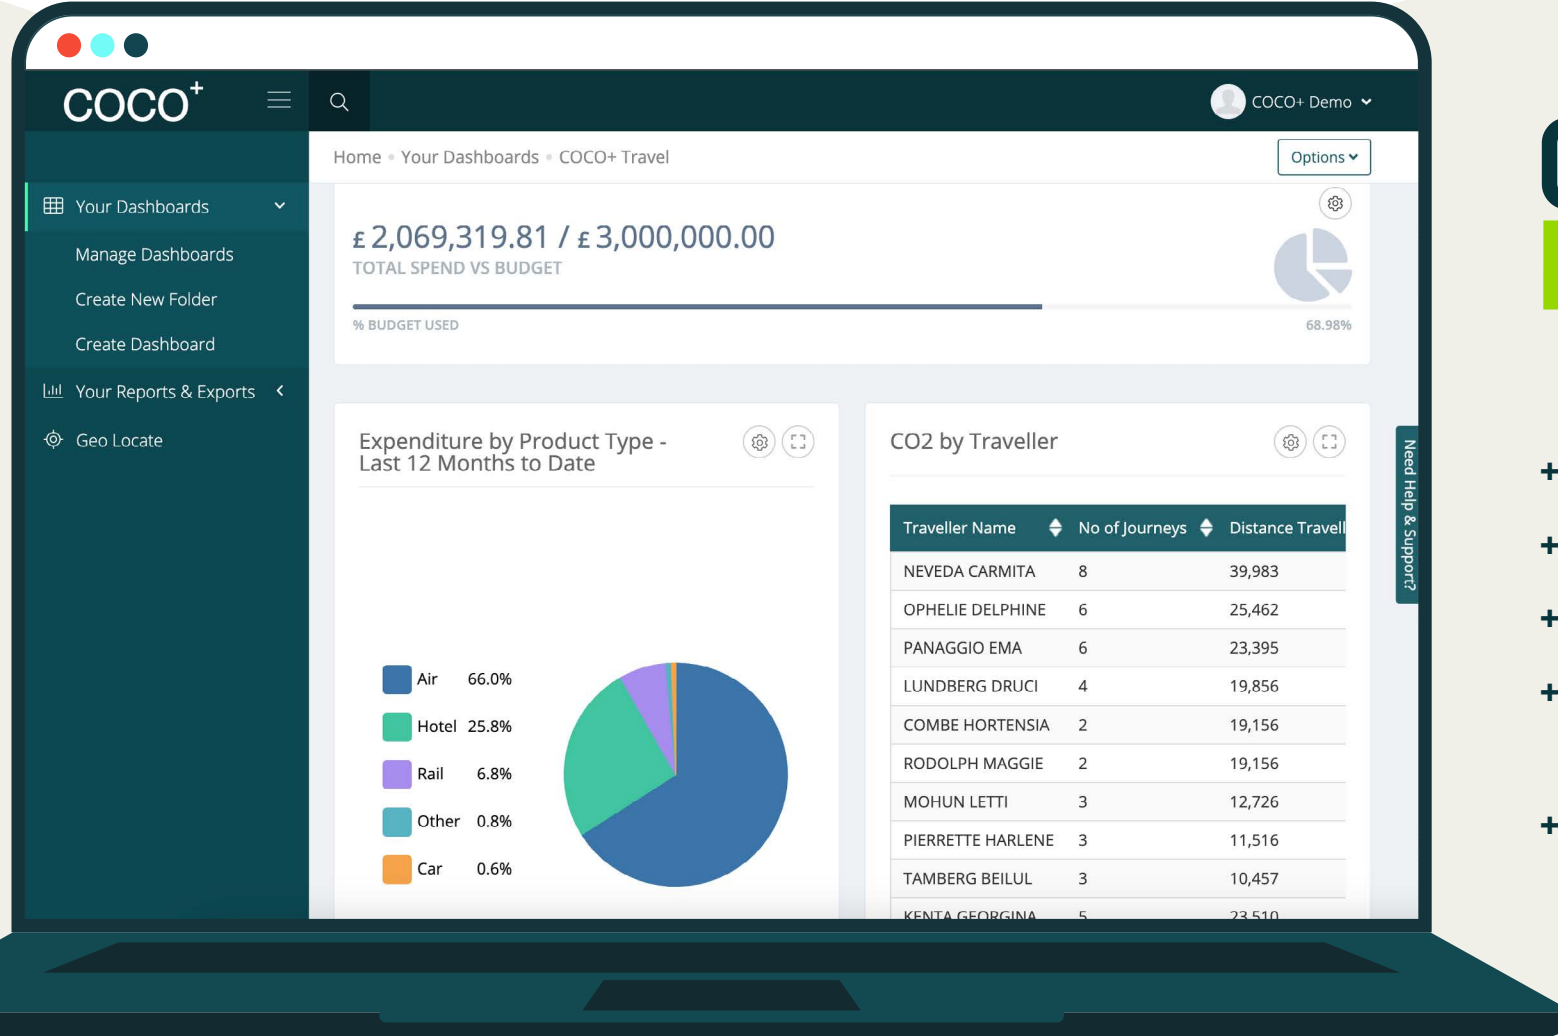 COCO+
COCO+ Demo
Home • Your Dashboards • COCO+ Travel
Options
Your Dashboards
Manage Dashboards
Create New Folder
Create Dashboard
Your Reports & Exports
Geo Locate
£ 2,069,319.81 / £ 3,000,000.00
TOTAL SPEND VS BUDGET
% BUDGET USED 68.98%
Expenditure by Product Type -
Last 12 Months to Date
Air 66.0%
Hotel 25.8%
Rail 6.8%
Other 0.8%
Car 0.6%
CO2 by Traveller
Traveller Name No of Journeys Distance Travell
NEVEDA CARMITA 8 39,983
OPHELIE DELPHINE 6 25,462
PANAGGIO EMA 6 23,395
LUNDBERG DRUCI 4 19,856
COMBE HORTENSIA 2 19,156
RODOLPH MAGGIE 2 19,156
MOHUN LETTI 3 12,726
PIERRETTE HARLENE 3 11,516
TAMBERG BEILUL 3 10,457
KENTA GEORGINA 5 23,510
Need Help & Support?
+
+
+
+
+